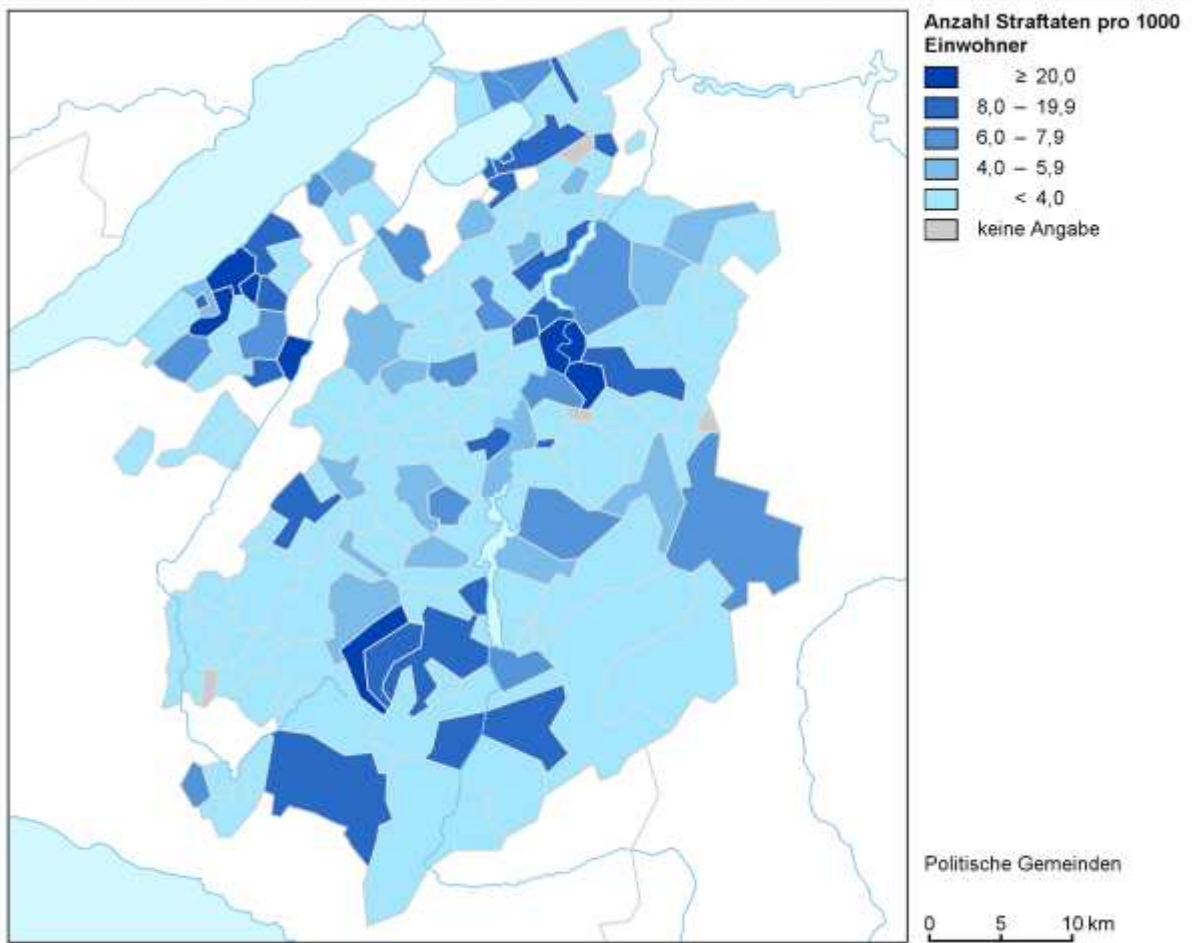 Anzahl Straftaten pro 1000
Einwohner
≥ 20,0
8,0 – 19,9
6,0 – 7,9
4,0 – 5,9
< 4,0
keine Angabe
Politische Gemeinden
0 5 10 km